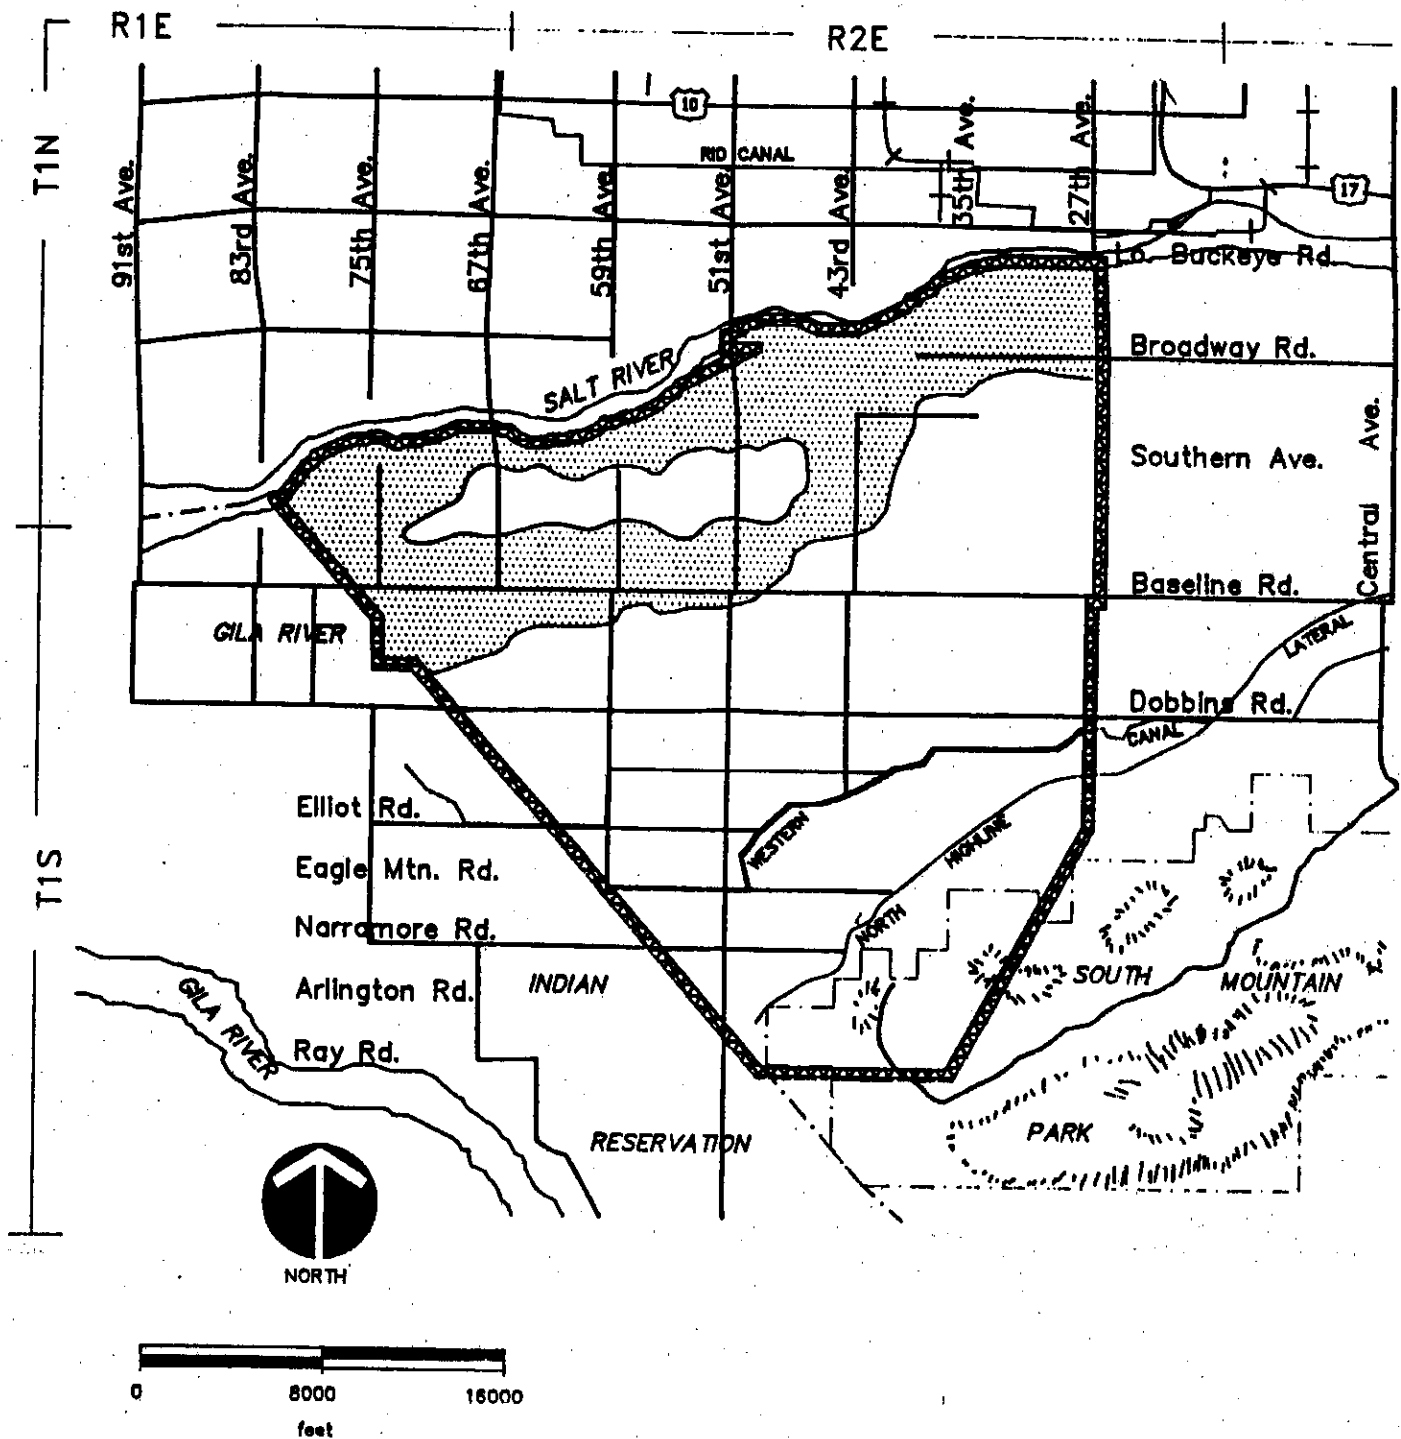 R1E
R2E
T1N
10
RID CANAL
17
91st Ave.
83rd Ave.
75th Ave.
67th Ave.
59th Ave.
51st Ave.
43rd Ave.
35th Ave.
27th Ave.
Lo. Buckeye Rd.
Broadway Rd.
SALT RIVER
Central Ave.
Southern Ave.
Baseline Rd.
GILA RIVER
LATERAL
Dobbins Rd.
CANAL
T1S
Elliot Rd.
WESTERN
HIGHLINE
Eagle Mtn. Rd.
NORTH
Narramore Rd.
INDIAN
SOUTH MOUNTAIN
Arlington Rd.
GILA RIVER
Ray Rd.
RESERVATION
PARK
NORTH
0 8000 16000
feet